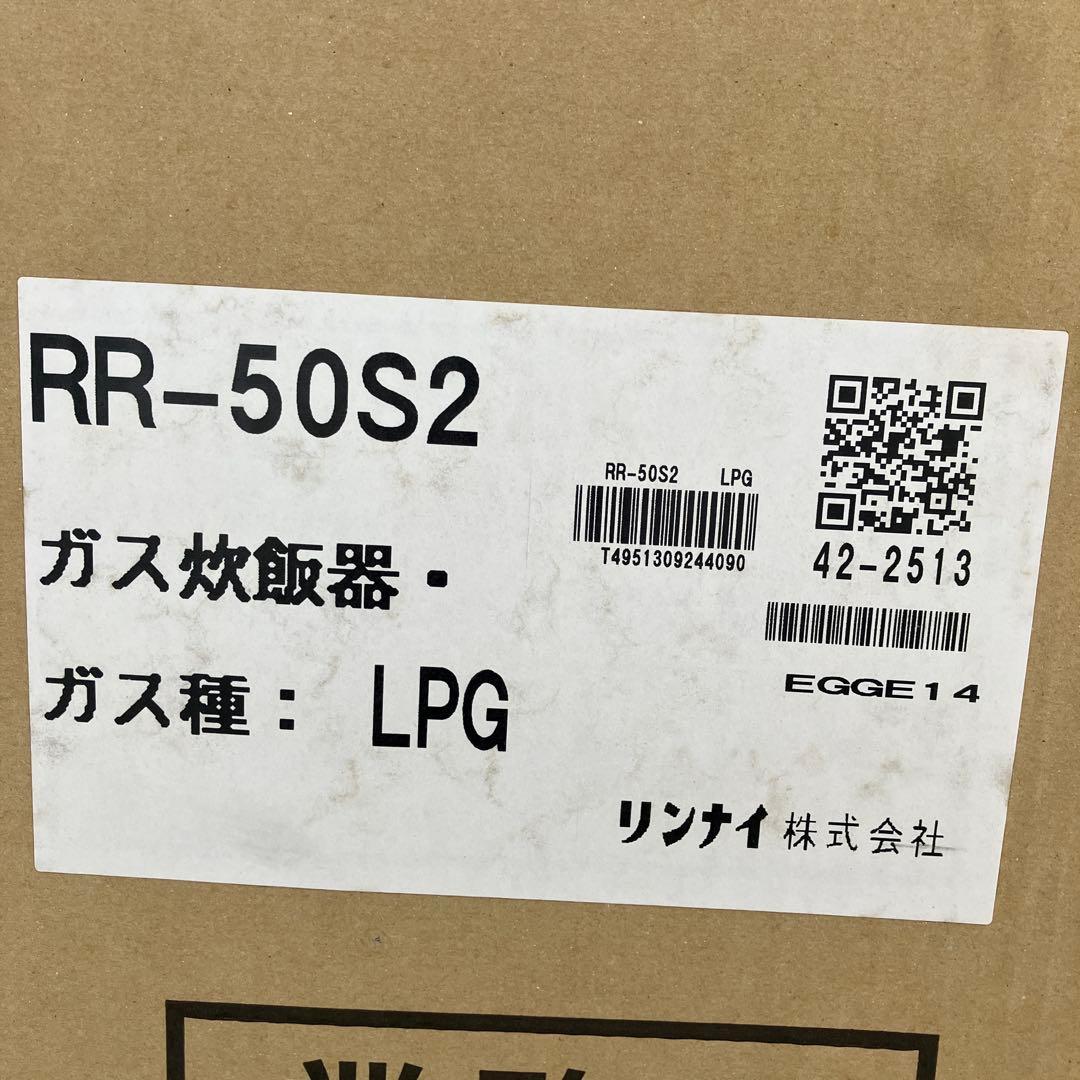 RR-50S2
RR-50S2 LPG
T4951309244090
42-2513
ガス炊飯器・
EGGE14
ガス種： LPG
リンナイ株式会社